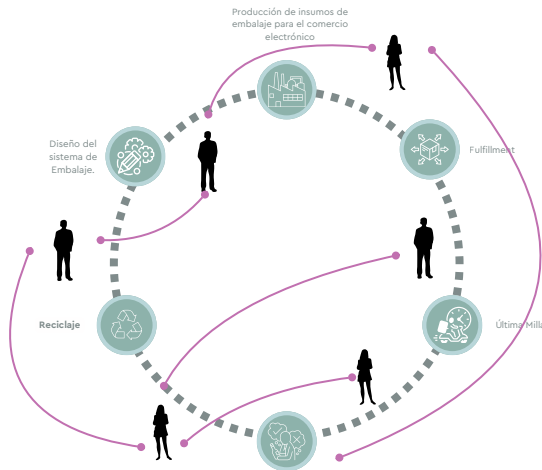 Producción de insumos de
embalaje para el comercio
electrónico
Diseño del
sistema de
Embalaje.
Fulfillment
Reciclaje
Última Milla